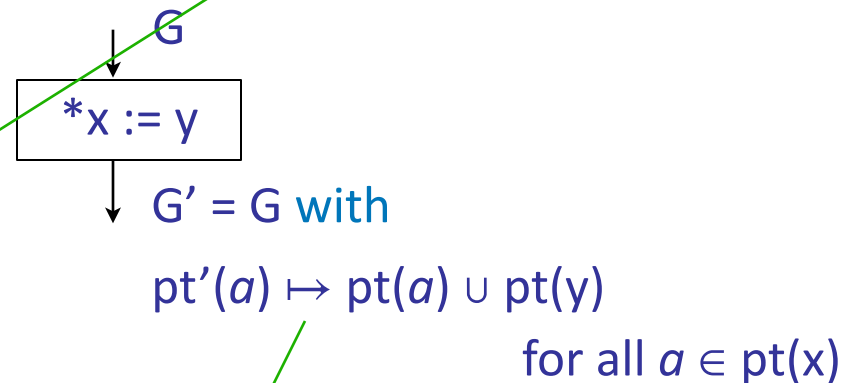 G
*x := y
G’ = G with
pt’(a) ↦ pt(a) ∪ pt(y)
for all a ∈ pt(x)